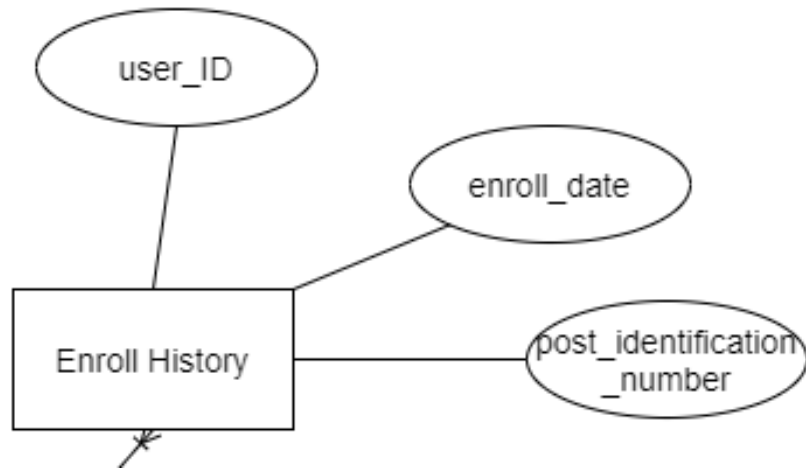 user_ID
enroll_date
Enroll History
post_identification
_number